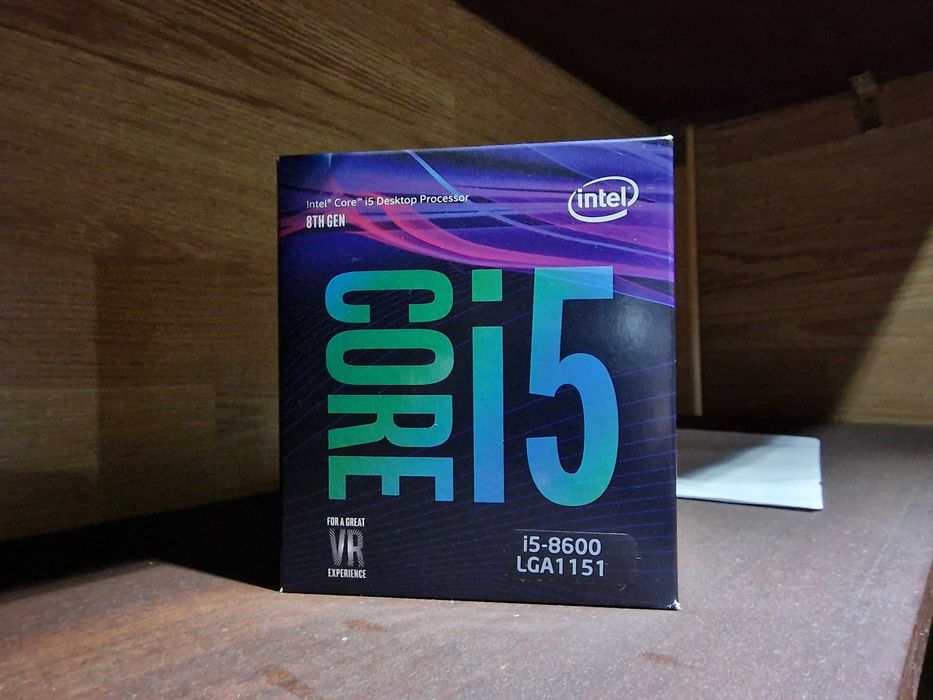 Intel® Core™ i5 Desktop Processor
8TH GEN
intel®
CORE i5
FOR A GREAT
VR
EXPERIENCE
i5-8600
LGA1151